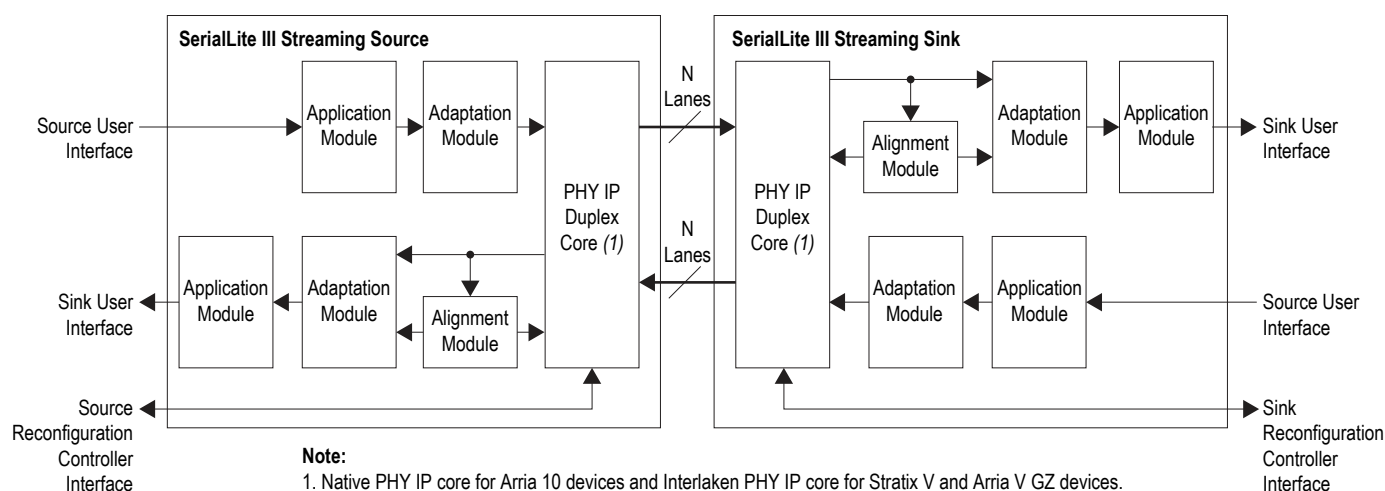 SerialLite III Streaming Source
SerialLite III Streaming Sink
Source User
Interface
Application
Module
Adaptation
Module
PHY IP
Duplex
Core (1)
N
Lanes
PHY IP
Duplex
Core (1)
Alignment
Module
Adaptation
Module
Application
Module
Sink User
Interface
Sink User
Interface
Application
Module
Adaptation
Module
Alignment
Module
N
Lanes
Adaptation
Module
Application
Module
Source User
Interface
Source
Reconfiguration
Controller
Interface
Sink
Reconfiguration
Controller
Interface
Note:
1. Native PHY IP core for Arria 10 devices and Interlaken PHY IP core for Stratix V and Arria V GZ devices.